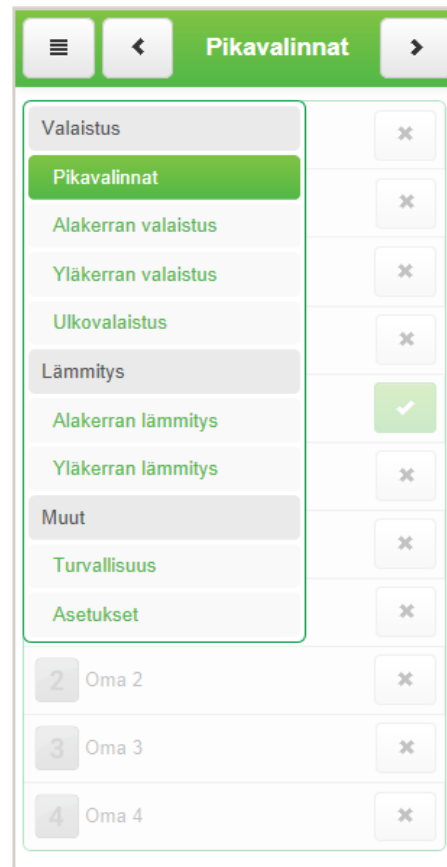 Pikavalinnat
Valaistus
Pikavalinnat
Alakerran valaistus
Yläkerran valaistus
Ulkovalaistus
Lämmitys
Alakerran lämmitys
Yläkerran lämmitys
Muut
Turvallisuus
Asetukset
2 Oma 2
3 Oma 3
4 Oma 4